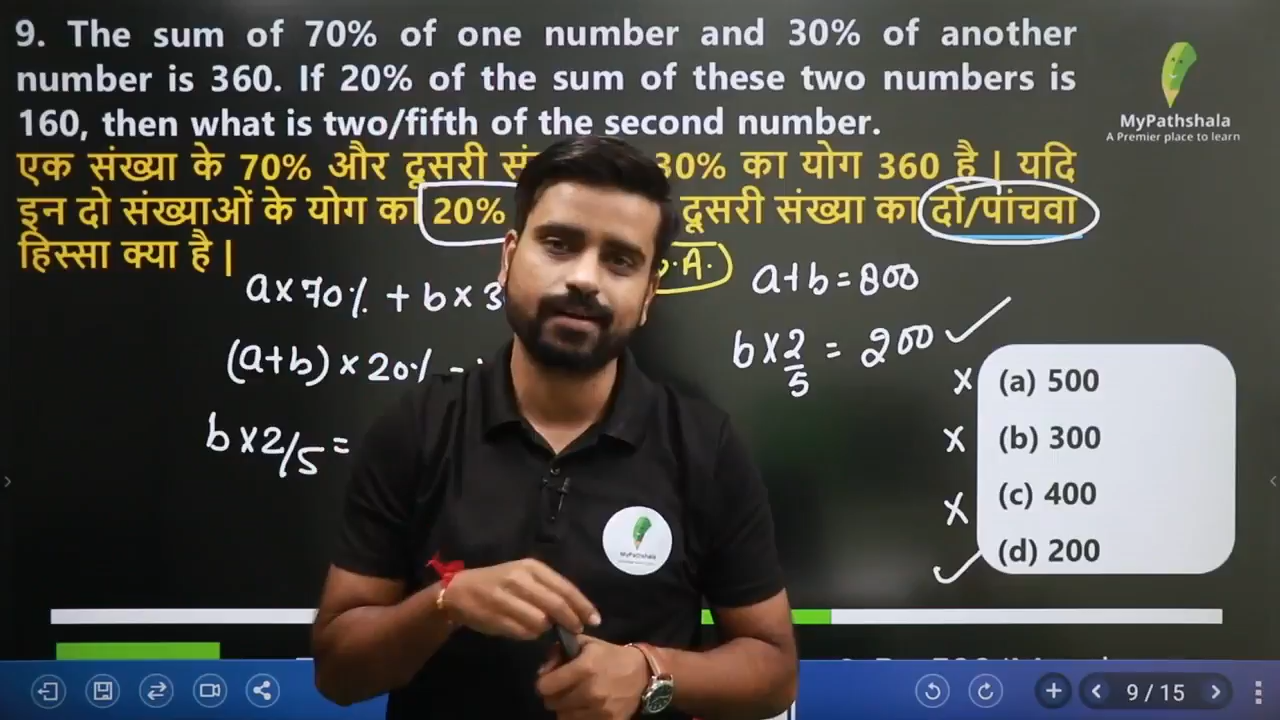 9. The sum of 70% of one number and 30% of another
number is 360. If 20% of the sum of these two numbers is
160, then what is two/fifth of the second number.
MyPathshala
A Premier place to learn
एक संख्या के 70% और दूसरी 30% का योग 360 है | यदि
इन दो संख्याओं के योग का 20% दूसरी संख्या का दो/पांचवा
हिस्सा क्या है |
.A.
a+b=800
a×70% + b×3
(a+b)×20%
b×2/5 = 200
b×2/5=
(a) 500
(b) 300
(c) 400
(d) 200
MyPathshala
9 / 15